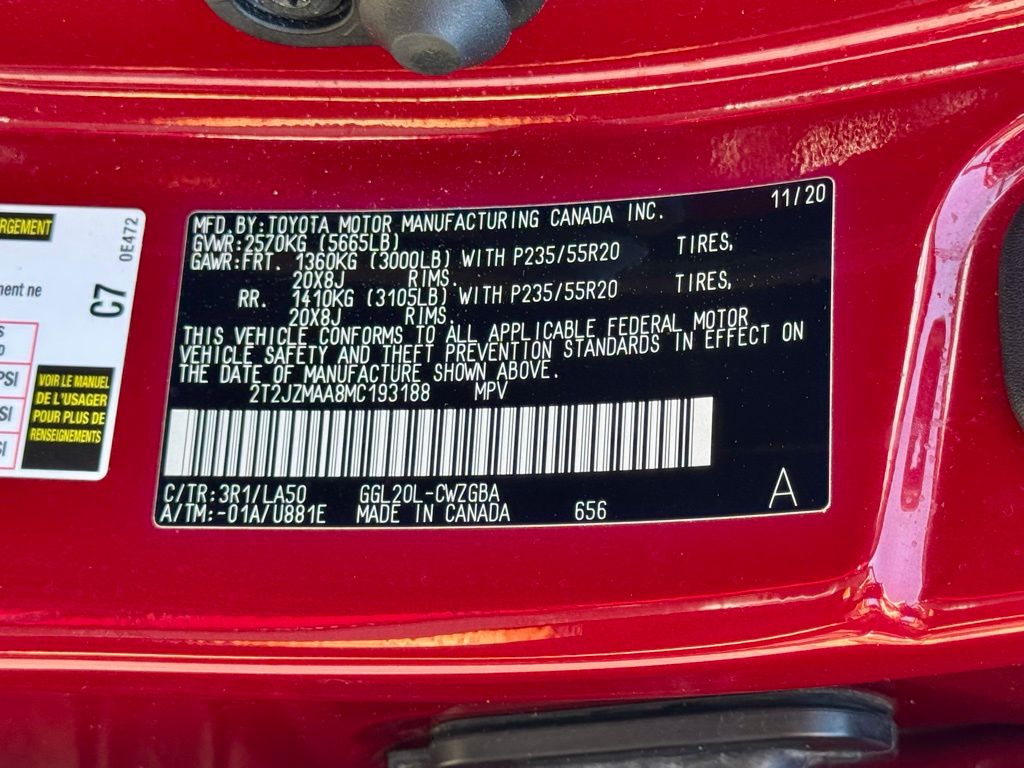 MFD.BY:TOYOTA MOTOR MANUFACTURING CANADA INC. 11/20
GVWR:2570KG (5665LB)
GAWR:FRT. 1360KG (3000LB) WITH P235/55R20 TIRES,
20X8J RIMS.
RR. 1410KG (3105LB) WITH P235/55R20 TIRES,
20X8J RIMS.
THIS VEHICLE CONFORMS TO ALL APPLICABLE FEDERAL MOTOR
VEHICLE SAFETY AND THEFT PREVENTION STANDARDS IN EFFECT ON
THE DATE OF MANUFACTURE SHOWN ABOVE.
2T2JZMAA8MC193188 MPV
C/TR:3R1/LA50 GGL20L-CWZGBA A
A/TM:-01A/U881E MADE IN CANADA 656
0E472
C7
ment ne
PSI
VOIR LE MANUEL
DE L'USAGER
POUR PLUS DE
RENSEIGNEMENTS